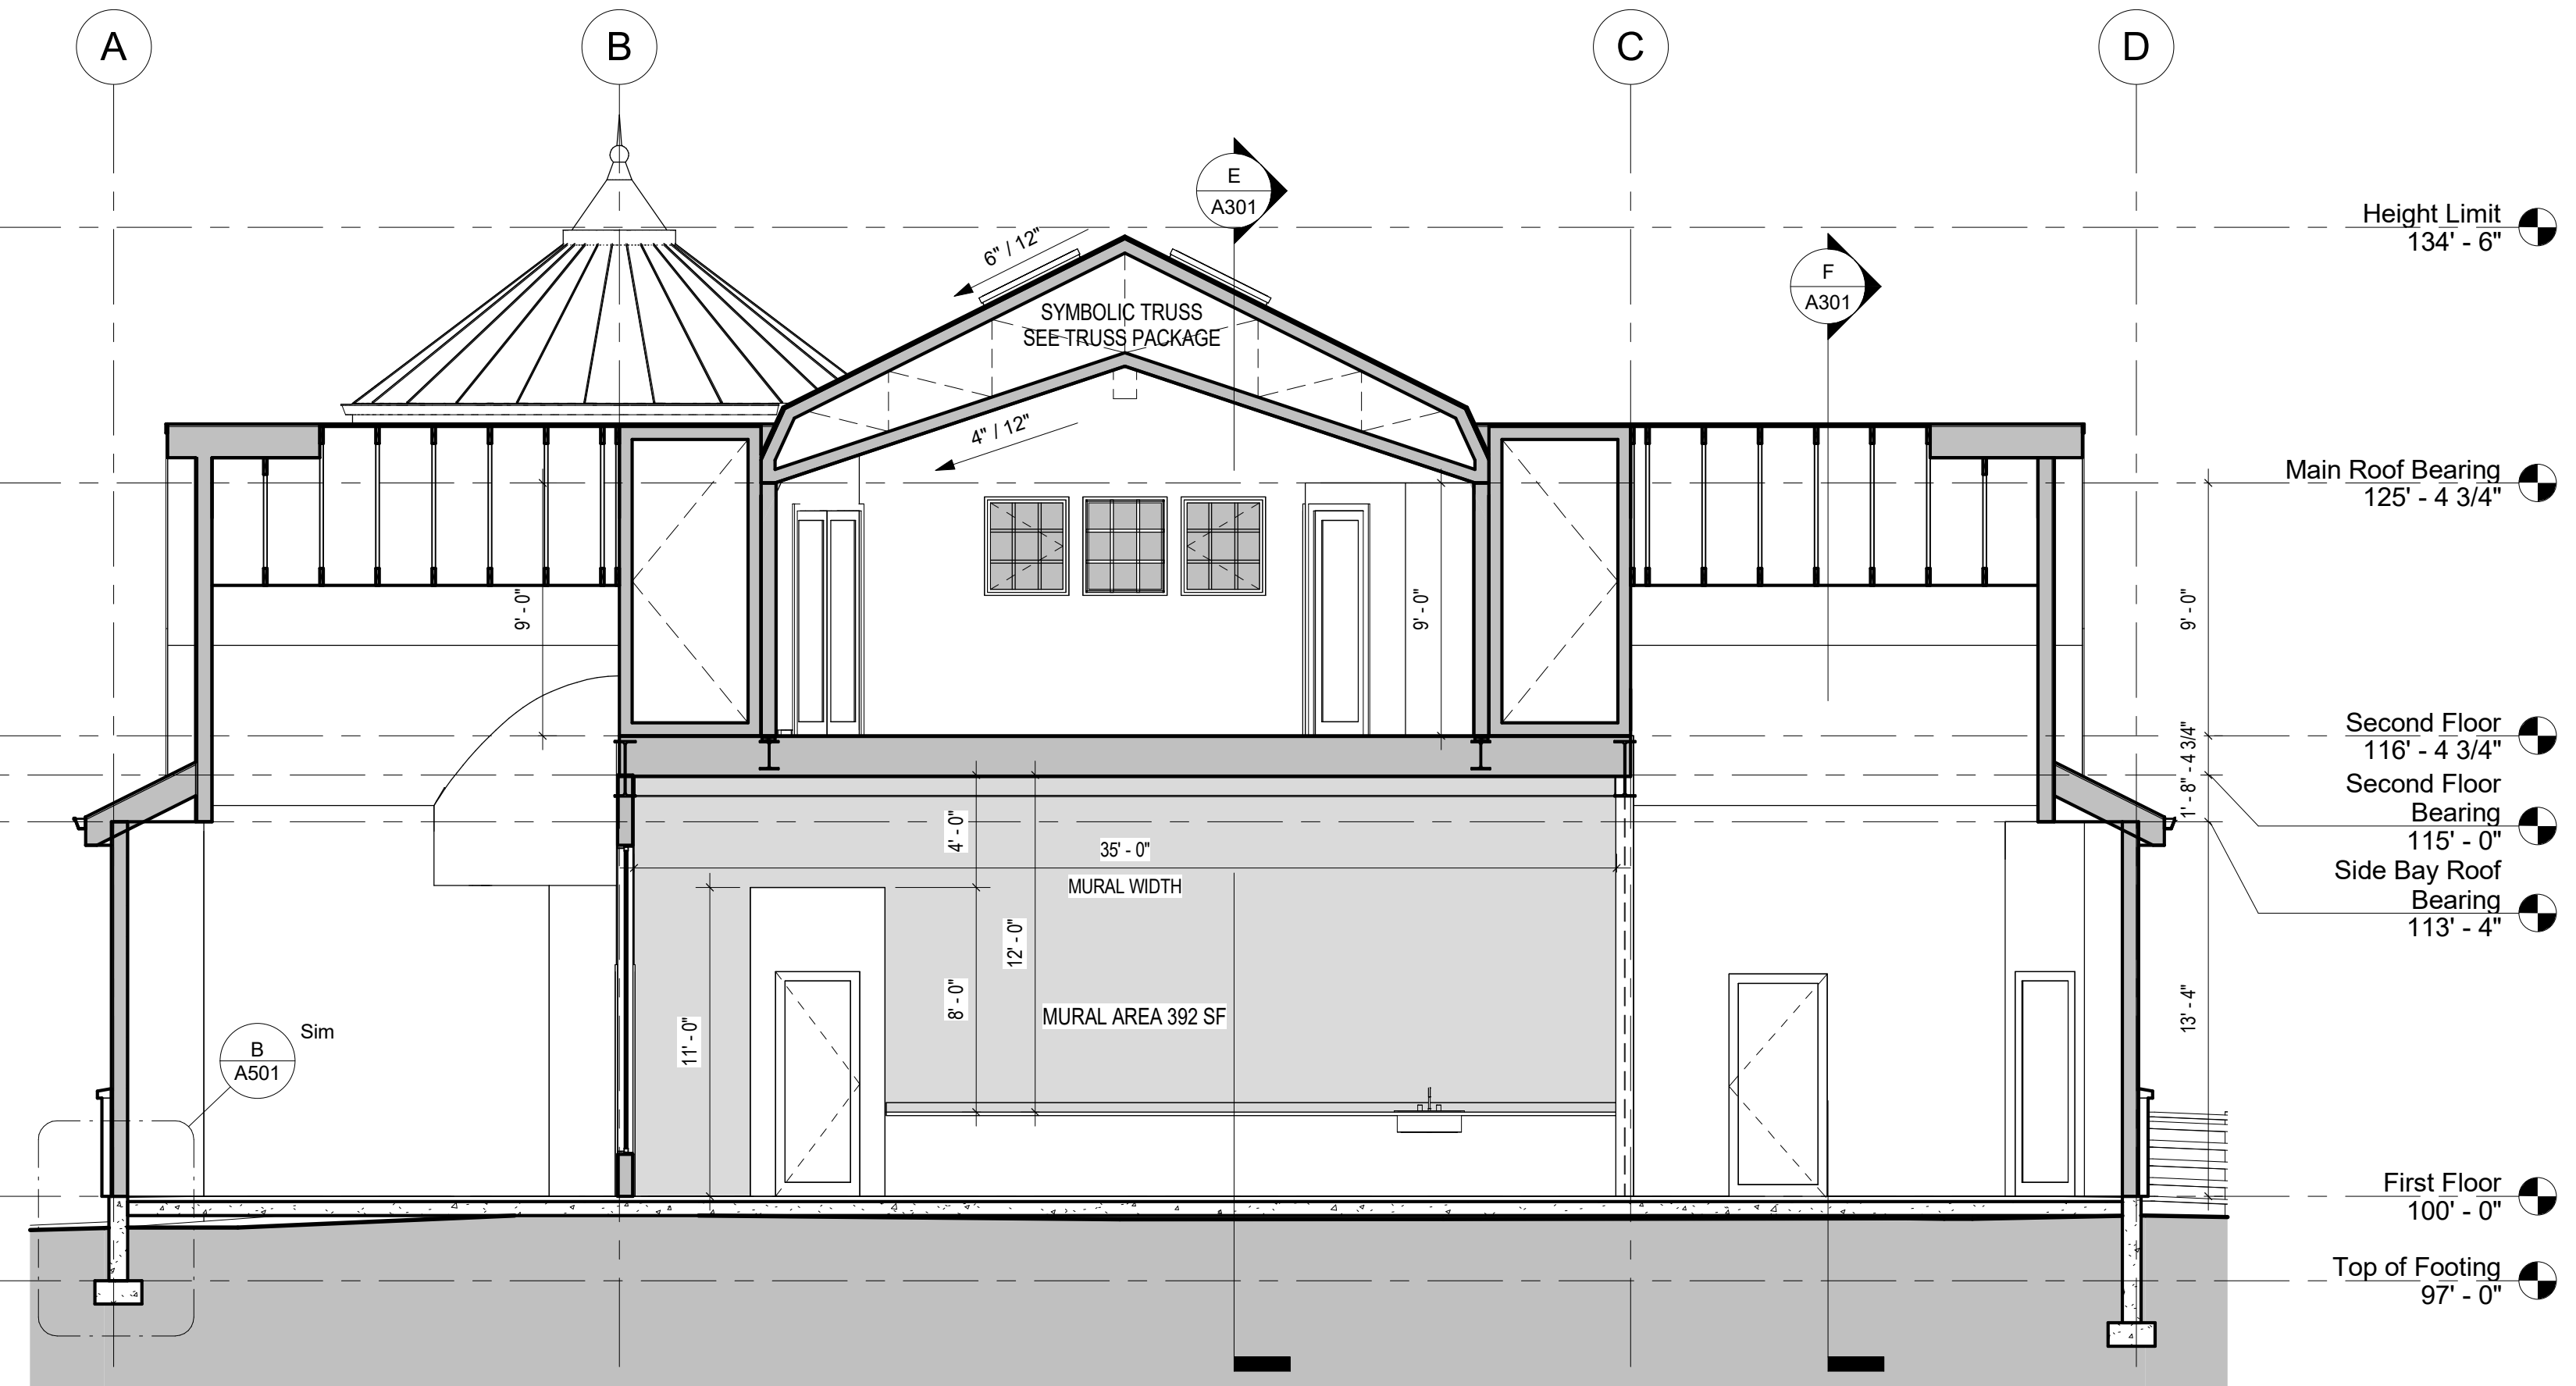 A
B
C
D
E
A301
F
A301
6" / 12"
SYMBOLIC TRUSS
SEE TRUSS PACKAGE
4" / 12"
Height Limit
134' - 6"
Main Roof Bearing
125' - 4 3/4"
9' - 0"
9' - 0"
9' - 0"
Second Floor
116' - 4 3/4"
1' - 8" - 4 3/4"
Second Floor
Bearing
115' - 0"
Side Bay Roof
Bearing
113' - 4"
4' - 0"
35' - 0"
MURAL WIDTH
12' - 0"
8' - 0"
11' - 0"
MURAL AREA 392 SF
13' - 4"
B
A501
Sim
First Floor
100' - 0"
Top of Footing
97' - 0"